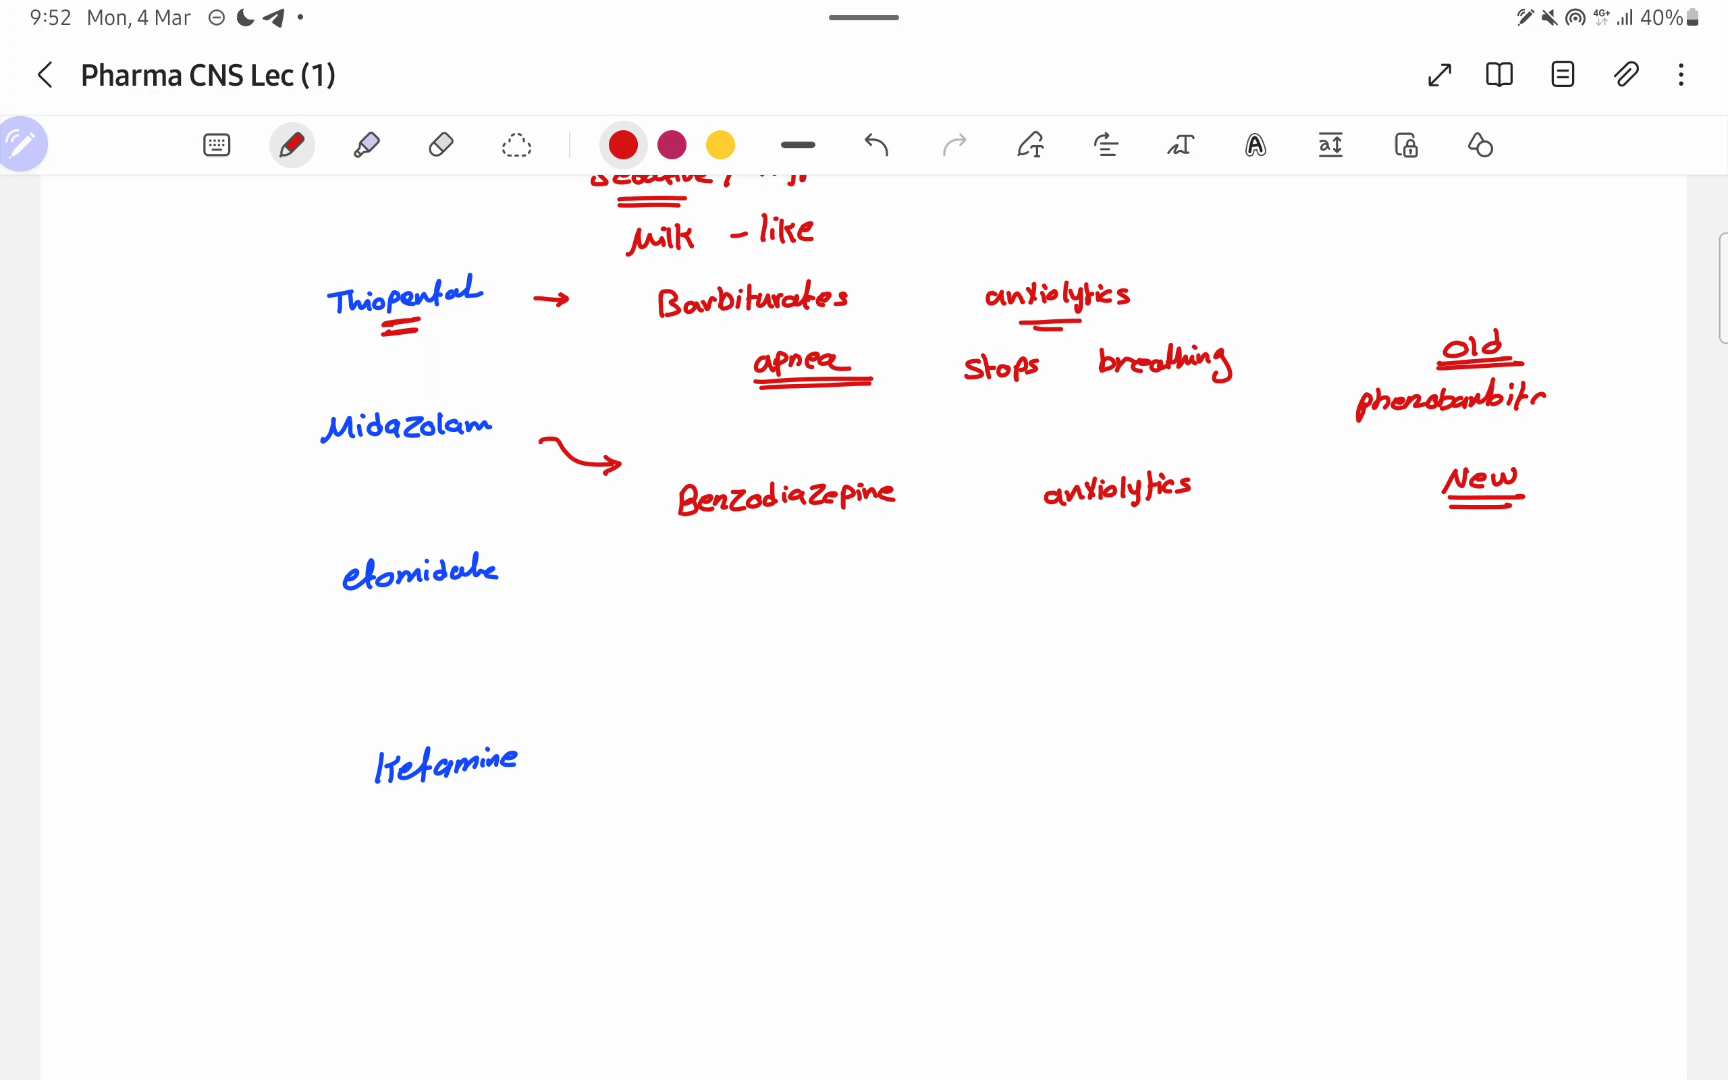 9:52 Mon, 4 Mar 4G+ 40%
Pharma CNS Lec (1)
Milk - like
Thiopental → Barbiturates anxiolytics
apnea stops breathing old
phenobarbitr
Midazolam
Benzodiazepine anxiolytics New
etomidate
Ketamine